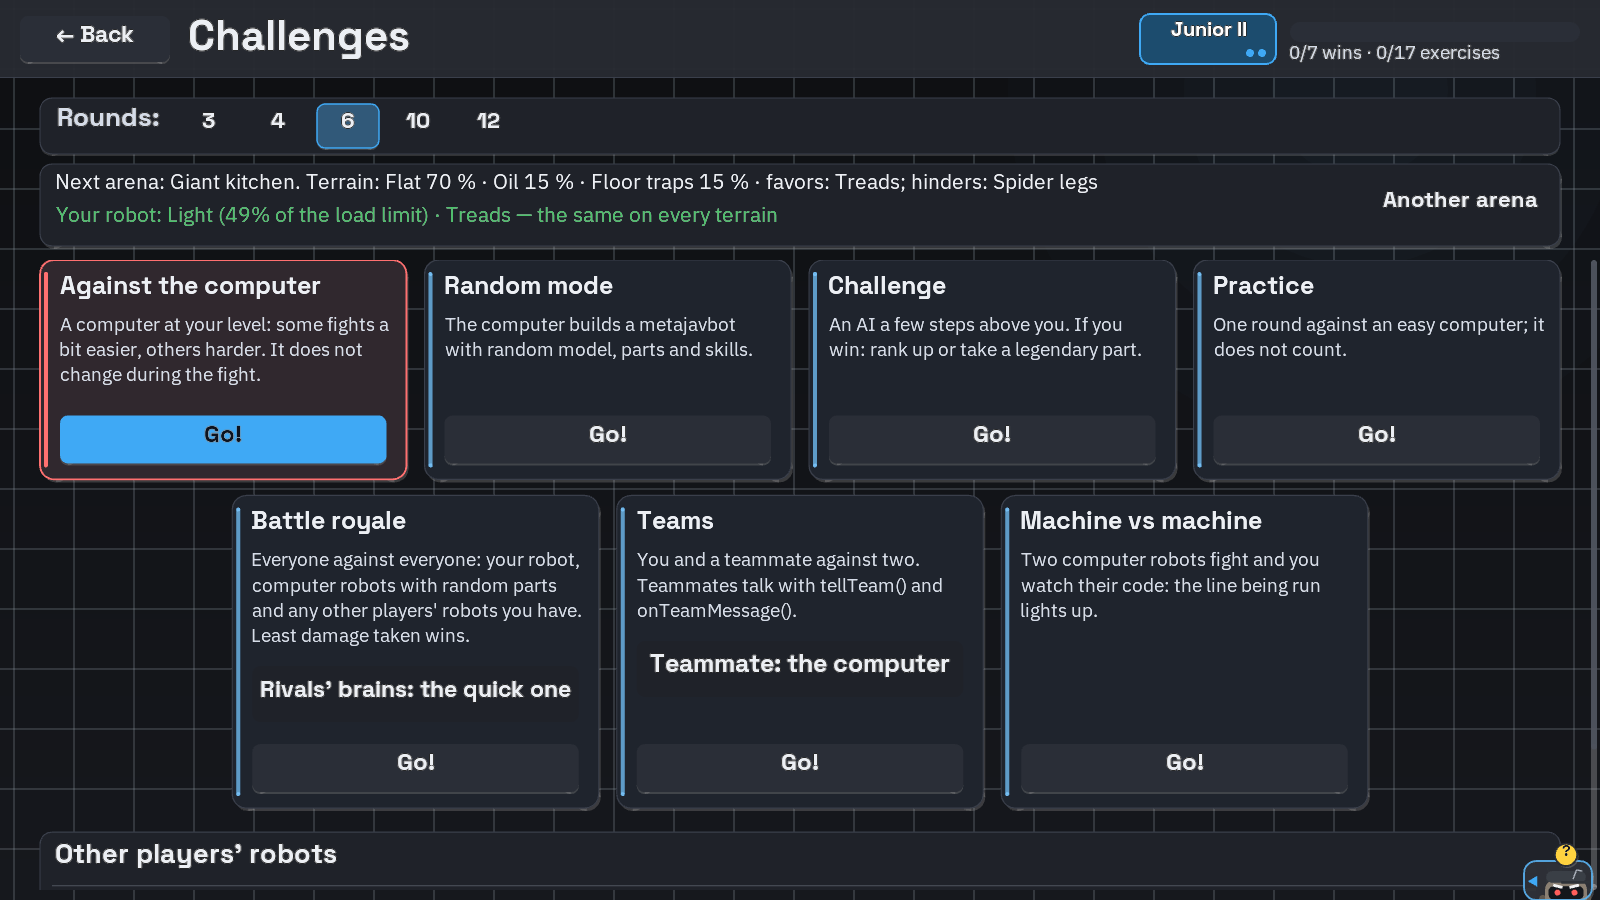 ← Back
Challenges
Junior II
0/7 wins · 0/17 exercises
Rounds:
3
4
6
10
12
Next arena: Giant kitchen. Terrain: Flat 70 % · Oil 15 % · Floor traps 15 % · favors: Treads; hinders: Spider legs
Your robot: Light (49% of the load limit) · Treads — the same on every terrain
Another arena
Against the computer
A computer at your level: some fights a
bit easier, others harder. It does not
change during the fight.
Go!
Random mode
The computer builds a metajavbot
with random model, parts and skills.
Go!
Challenge
An AI a few steps above you. If you
win: rank up or take a legendary part.
Go!
Practice
One round against an easy computer; it
does not count.
Go!
Battle royale
Everyone against everyone: your robot,
computer robots with random parts
and any other players' robots you have.
Least damage taken wins.
Rivals’ brains: the quick one
Go!
Teams
You and a teammate against two.
Teammates talk with tellTeam() and
onTeamMessage().
Teammate: the computer
Go!
Machine vs machine
Two computer robots fight and you
watch their code: the line being run
lights up.
Go!
Other players’ robots
?